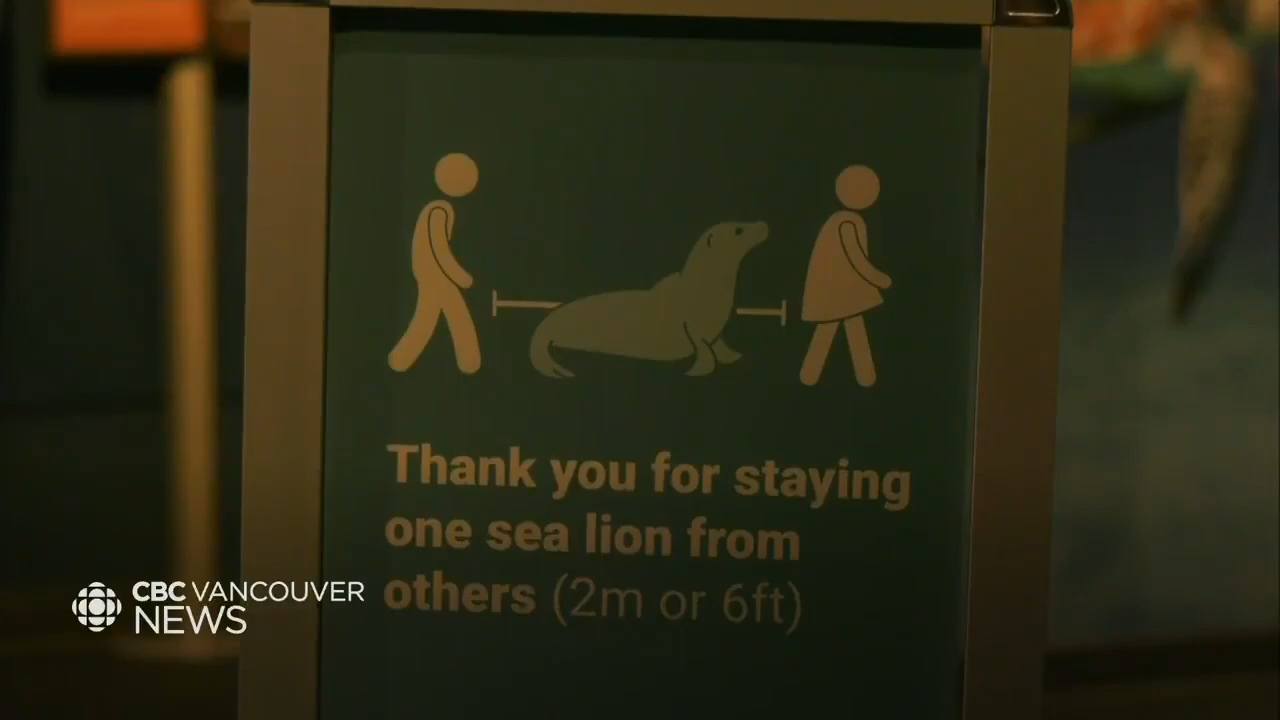 Thank you for staying
one sea lion from
others (2m or 6ft)
CBC VANCOUVER
NEWS